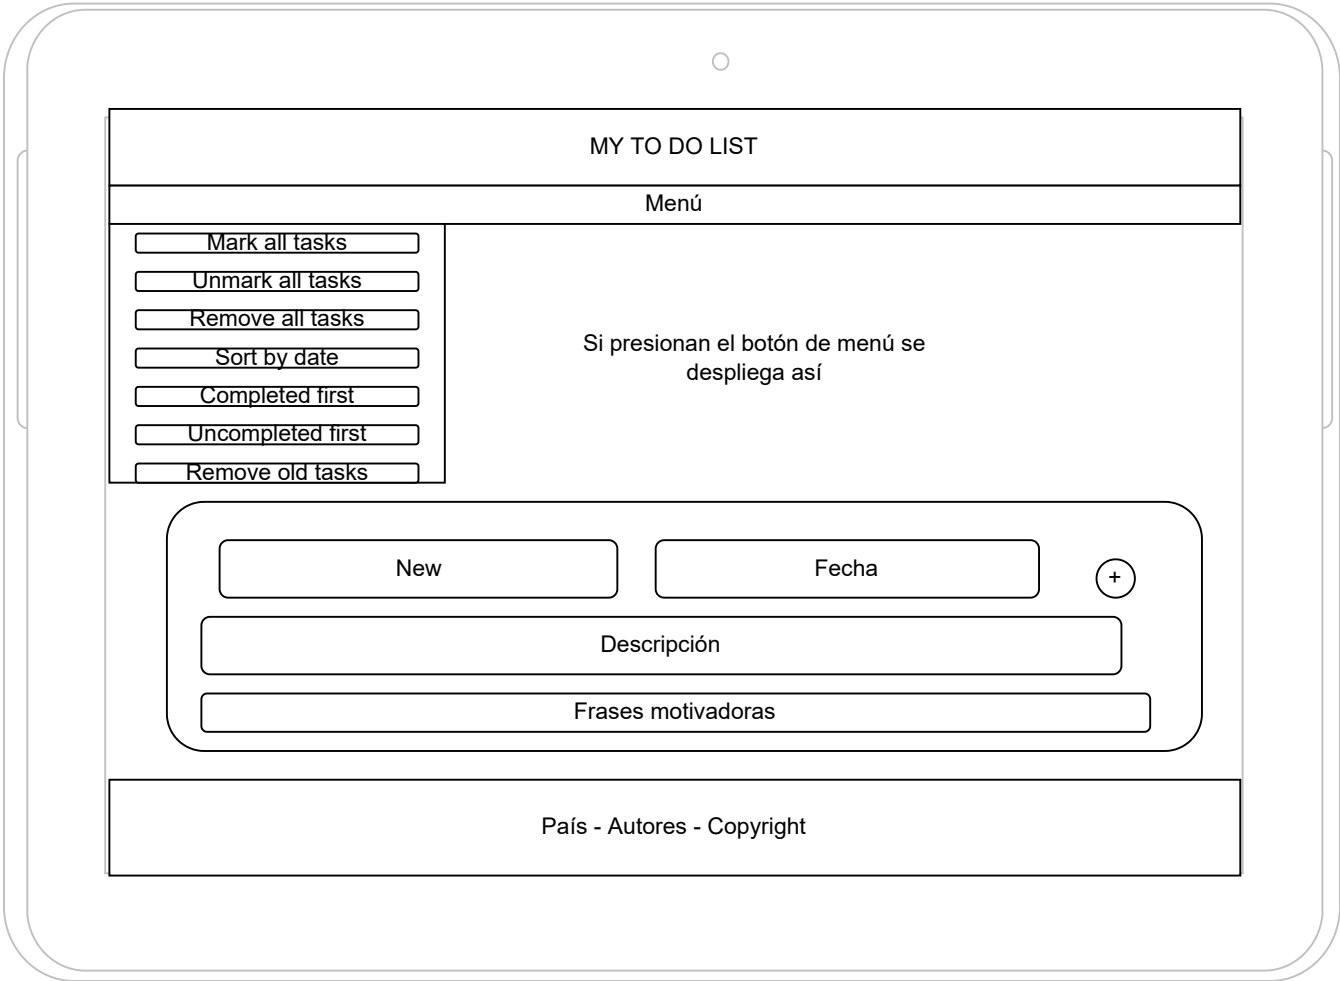 MY TO DO LIST
Menú
Mark all tasks
Unmark all tasks
Remove all tasks
Sort by date
Completed first
Uncompleted first
Remove old tasks
Si presionan el botón de menú se
despliega así
New
Fecha
+
Descripción
Frases motivadoras
País - Autores - Copyright